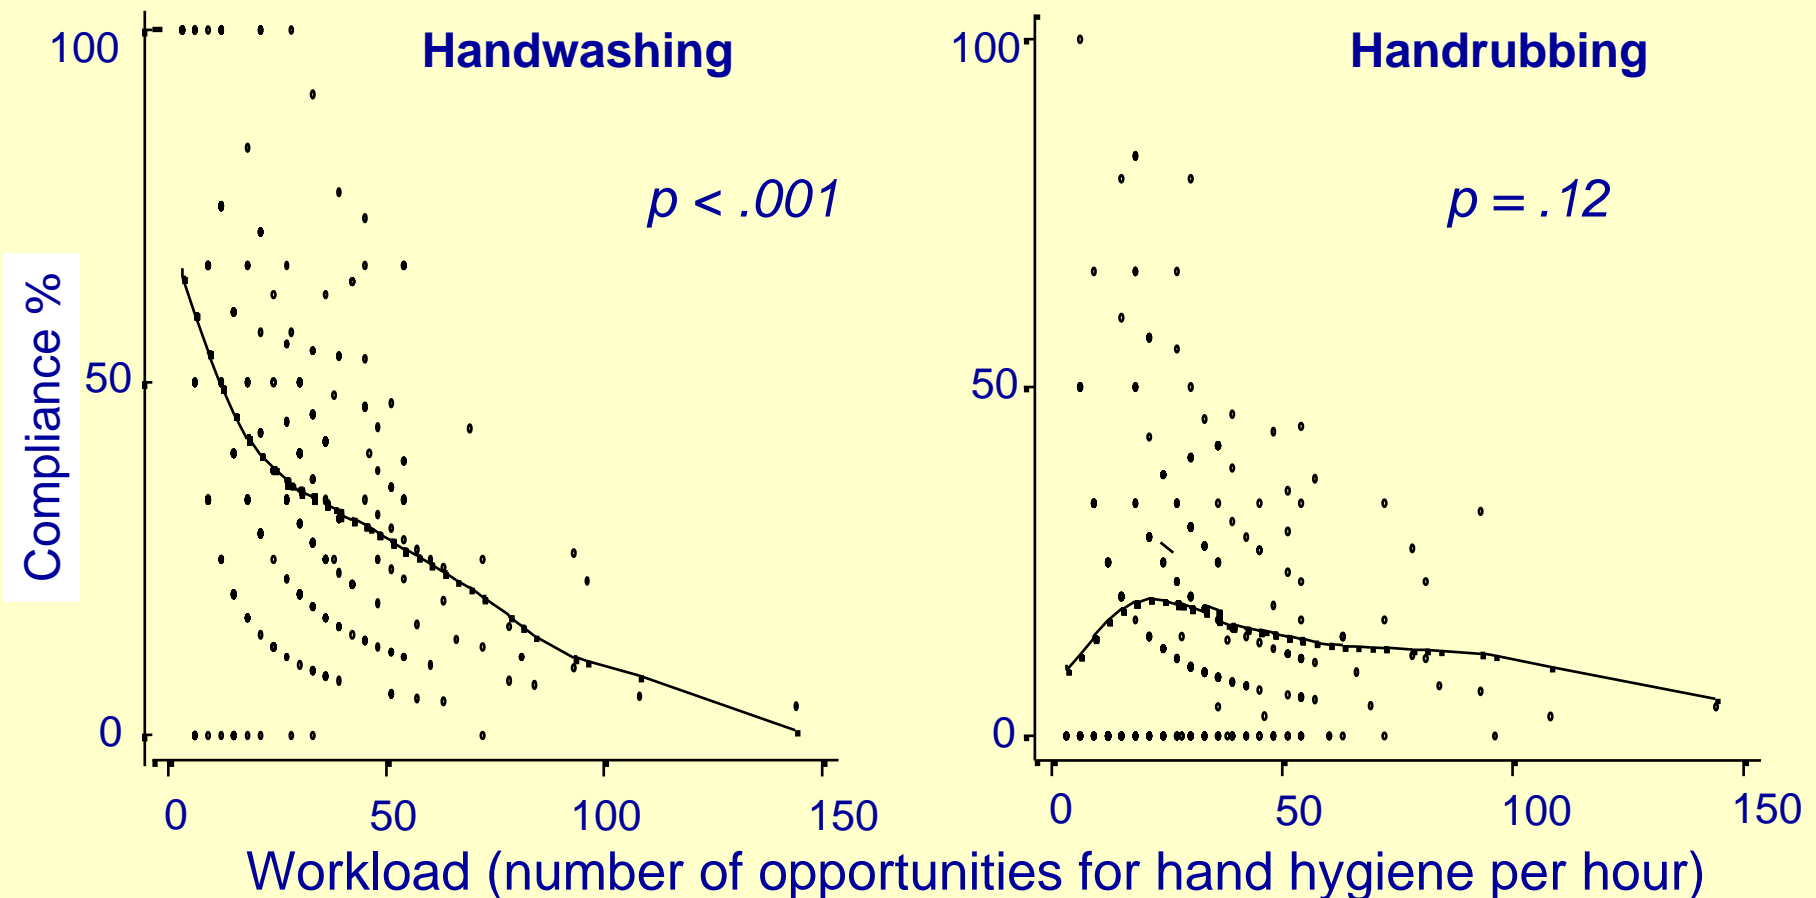 Handwashing
p < .001
100
50
0
0 50 100 150
Compliance %
Handrubbing
p = .12
100
50
0
0 50 100 150
Workload (number of opportunities for hand hygiene per hour)